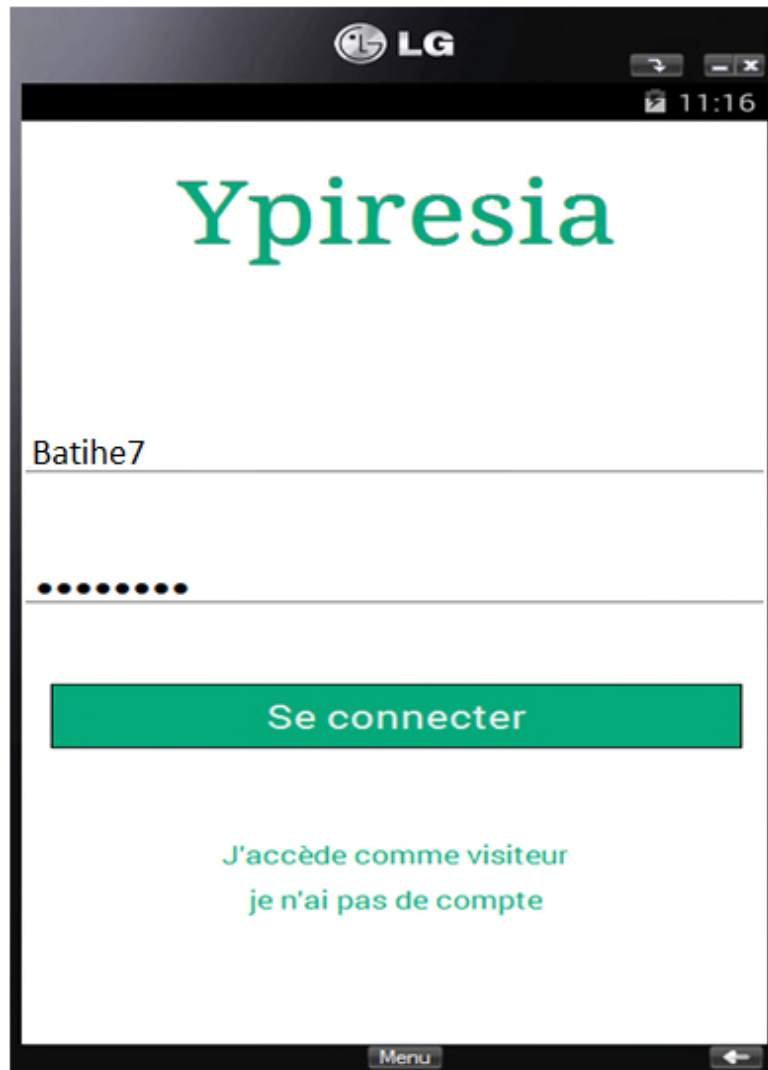 LG
11:16
Ypiresia
Batihe7
••••••••
Se connecter
J'accède comme visiteur
je n'ai pas de compte
Menu